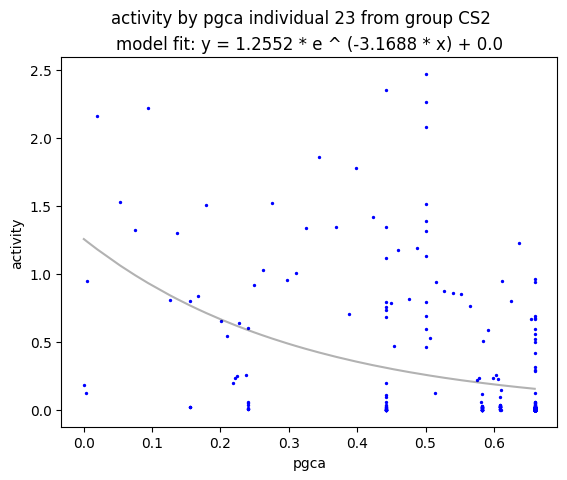 activity by pgca individual 23 from group CS2
model fit: y = 1.2552 * e ^ (-3.1688 * x) + 0.0
2.5
2.0
1.5
1.0
0.5
0.0
activity
0.0 0.1 0.2 0.3 0.4 0.5 0.6
pgca